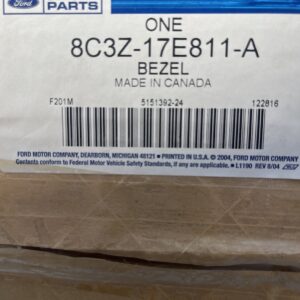 Ford PARTS
ONE
8C3Z-17E811-A
BEZEL
MADE IN CANADA
F201M 5151392-24 122816
FORD MOTOR COMPANY, DEARBORN, MICHIGAN 48121 • PRINTED IN U.S.A. © 2004, FORD MOTOR COMPANY
Contents conform to Federal Motor Vehicle Safety Standards, if any are applicable. • L1190 REV 8/04